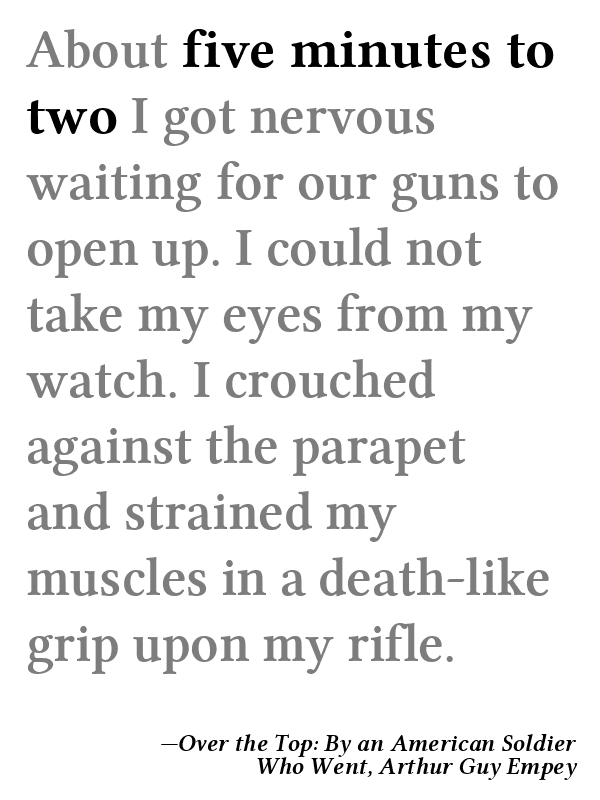 About five minutes to
two I got nervous
waiting for our guns to
open up. I could not
take my eyes from my
watch. I crouched
against the parapet
and strained my
muscles in a death-like
grip upon my rifle.
—Over the Top: By an American Soldier
Who Went, Arthur Guy Empey